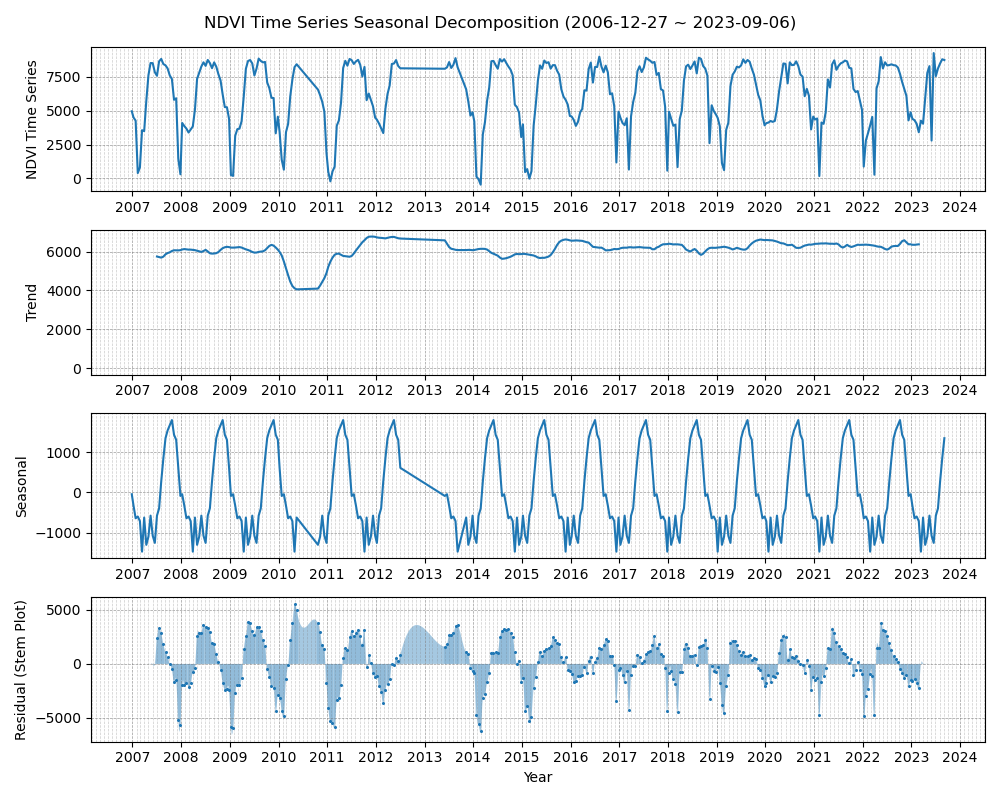 NDVI Time Series Seasonal Decomposition (2006-12-27 ~ 2023-09-06)
NDVI Time Series
7500
5000
2500
0
2007 2008 2009 2010 2011 2012 2013 2014 2015 2016 2017 2018 2019 2020 2021 2022 2023 2024
Trend
6000
4000
2000
0
2007 2008 2009 2010 2011 2012 2013 2014 2015 2016 2017 2018 2019 2020 2021 2022 2023 2024
Seasonal
1000
0
−1000
2007 2008 2009 2010 2011 2012 2013 2014 2015 2016 2017 2018 2019 2020 2021 2022 2023 2024
Residual (Stem Plot)
5000
0
−5000
2007 2008 2009 2010 2011 2012 2013 2014 2015 2016 2017 2018 2019 2020 2021 2022 2023 2024
Year